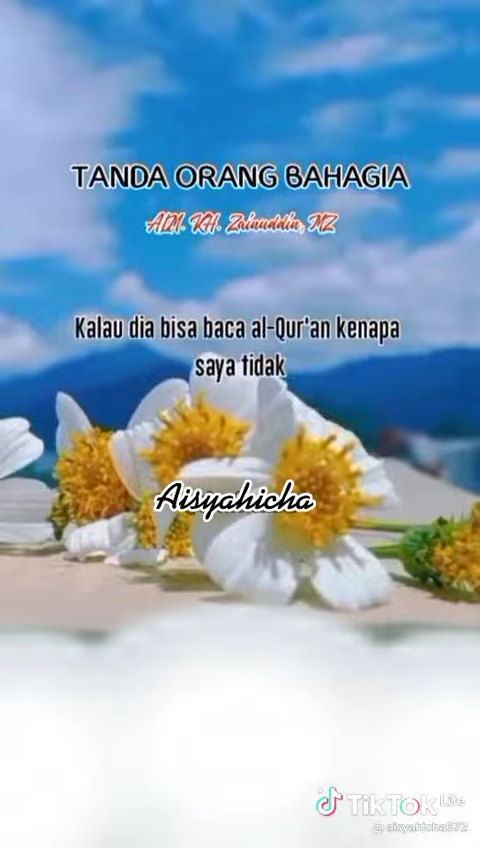 TANDA ORANG BAHAGIA
ALM. KH. Zainuddin, MZ
Kalau dia bisa baca al-Qur'an kenapa
saya tidak
Aisyahicha
TikTok Lite
@aisyahicha672